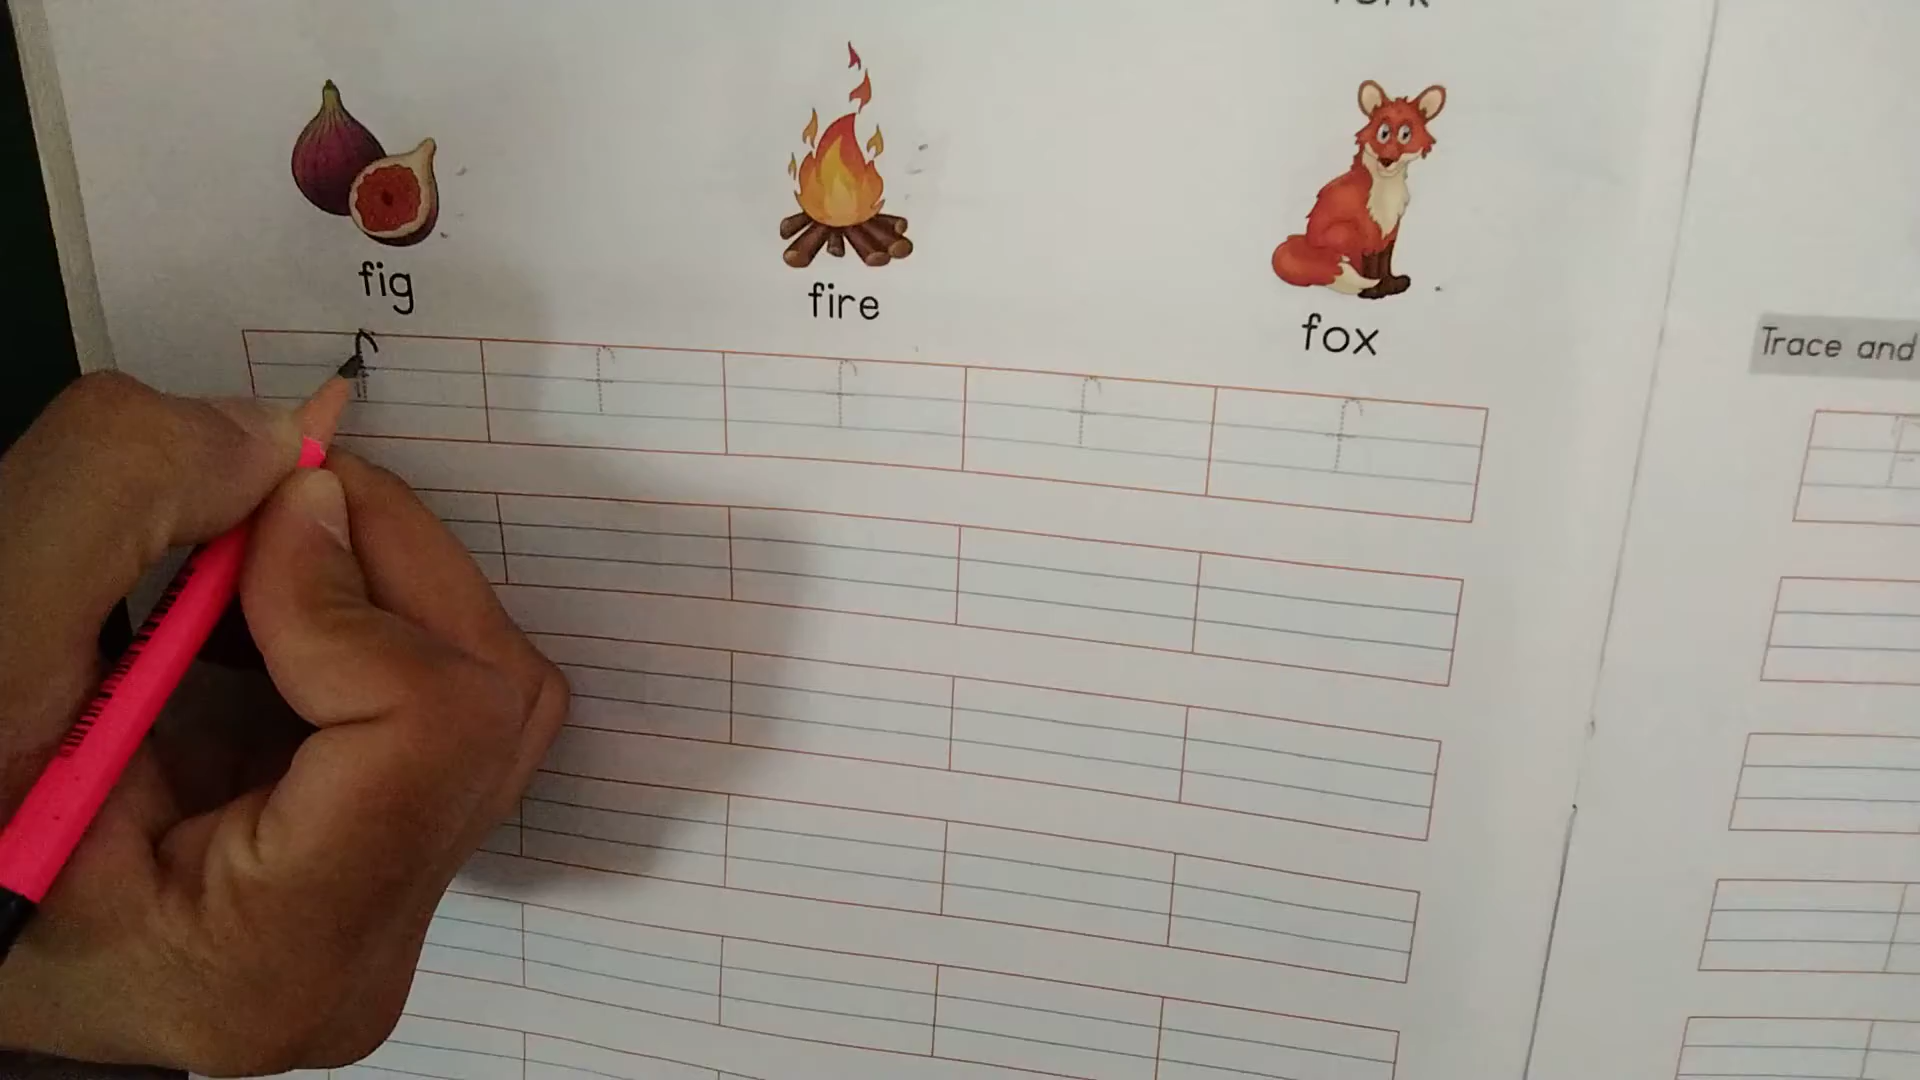 fig
fire
fox
f f f f f
Trace and